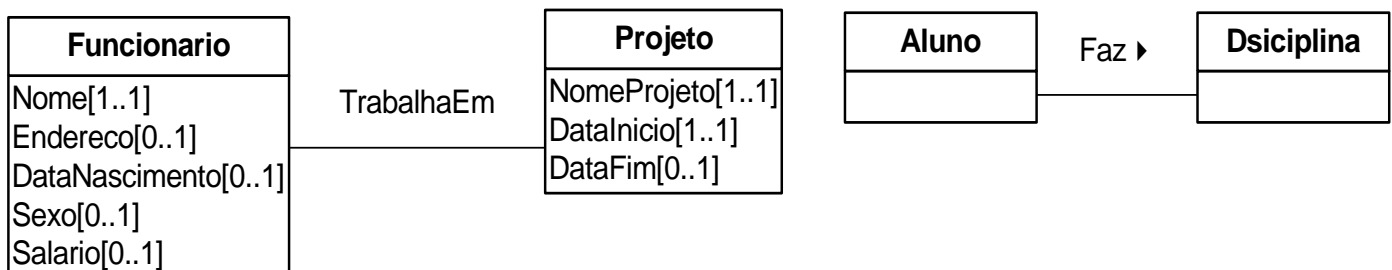 Funcionario
Nome[1..1]
Endereco[0..1]
DataNascimento[0..1]
Sexo[0..1]
Salario[0..1]
TrabalhaEm
Projeto
NomeProjeto[1..1]
DataInicio[1..1]
DataFim[0..1]
Aluno
Faz
Dsiciplina